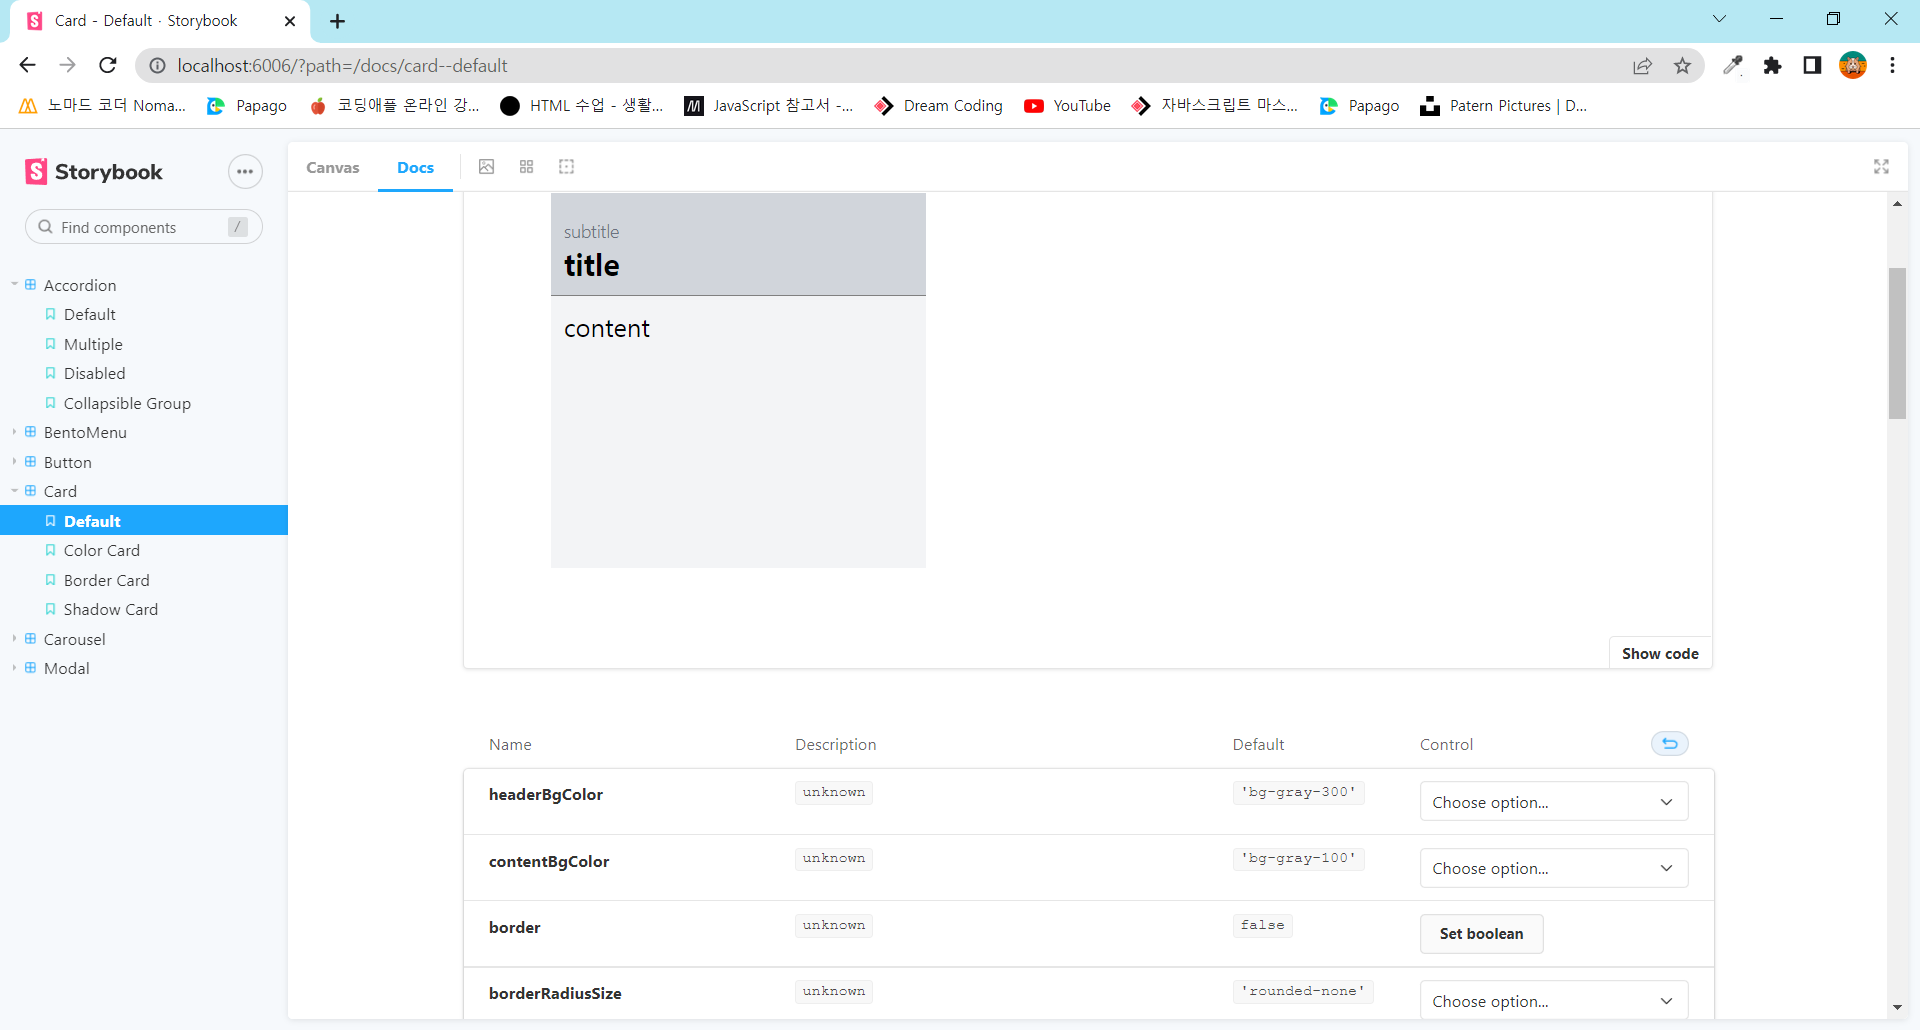 Card - Default · Storybook
localhost:6006/?path=/docs/card--default
노마드 코더 Noma...
Papago
코딩애플 온라인 강...
HTML 수업 - 생활...
JavaScript 참고서 -...
Dream Coding
YouTube
자바스크립트 마스...
Papago
Patern Pictures | D...
Storybook
Canvas
Docs
Find components
/
Accordion
Default
Multiple
Disabled
Collapsible Group
BentoMenu
Button
Card
Default
Color Card
Border Card
Shadow Card
Carousel
Modal
subtitle
title
content
Show code
Name Description Default Control
headerBgColor unknown 'bg-gray-300' Choose option...
contentBgColor unknown 'bg-gray-100' Choose option...
border unknown false Set boolean
borderRadiusSize unknown 'rounded-none' Choose option...